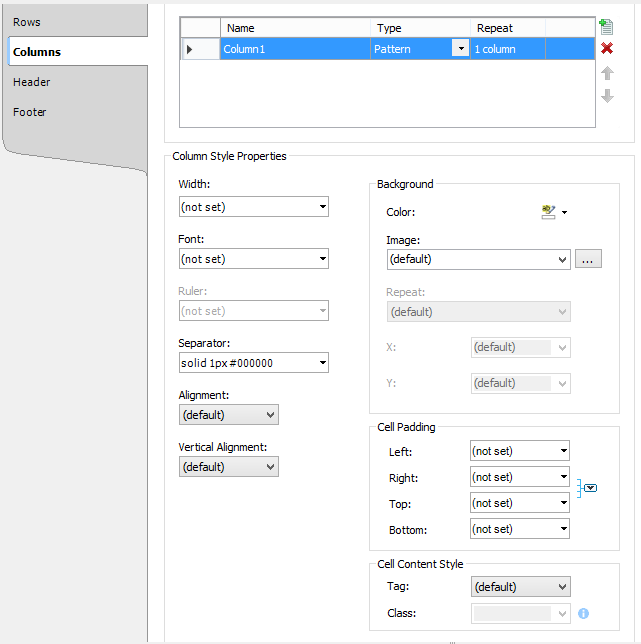 Rows
Columns
Header
Footer
Name Type Repeat
Column1 Pattern 1 column
Column Style Properties
Width:
(not set)
Font:
(not set)
Ruler:
(not set)
Separator:
solid 1px #000000
Alignment:
(default)
Vertical Alignment:
(default)
Background
Color:
Image:
(default) ...
Repeat:
(default)
X: (default)
Y: (default)
Cell Padding
Left: (not set)
Right: (not set)
Top: (not set)
Bottom: (not set)
Cell Content Style
Tag: (default)
Class: